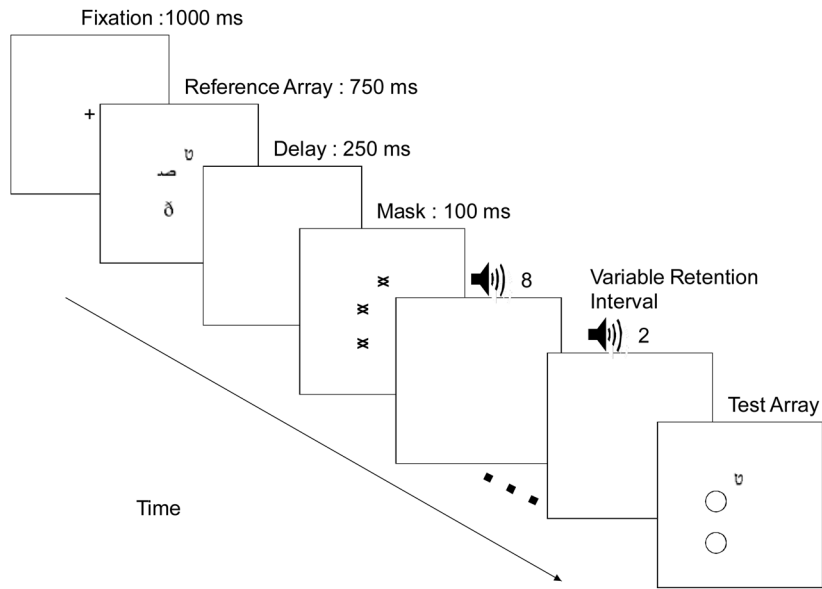 Fixation :1000 ms
+
Reference Array : 750 ms
ט
ð
Delay : 250 ms
Mask : 100 ms
8
Variable Retention
Interval
2
Test Array
ט
Time